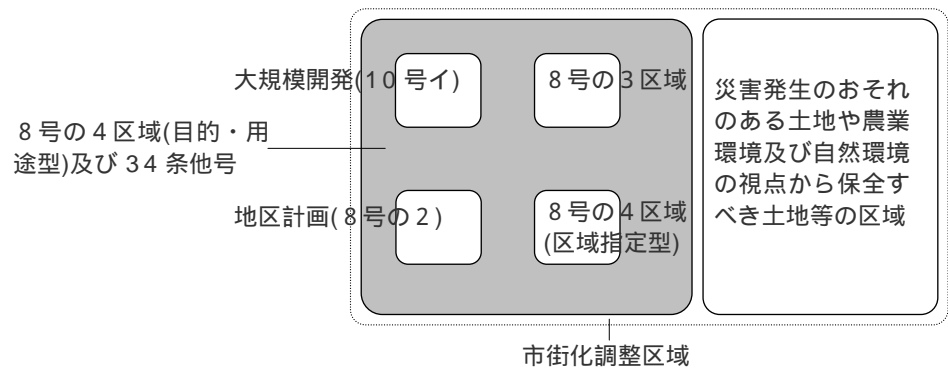 大規模開発(10号イ)
8号の3区域
8号の4区域(目的・用
途型)及び34条他号
地区計画(8号の2)
8号の4区域
(区域指定型)
災害発生のおそれ
のある土地や農業
環境及び自然環境
の視点から保全す
べき土地等の区域
市街化調整区域